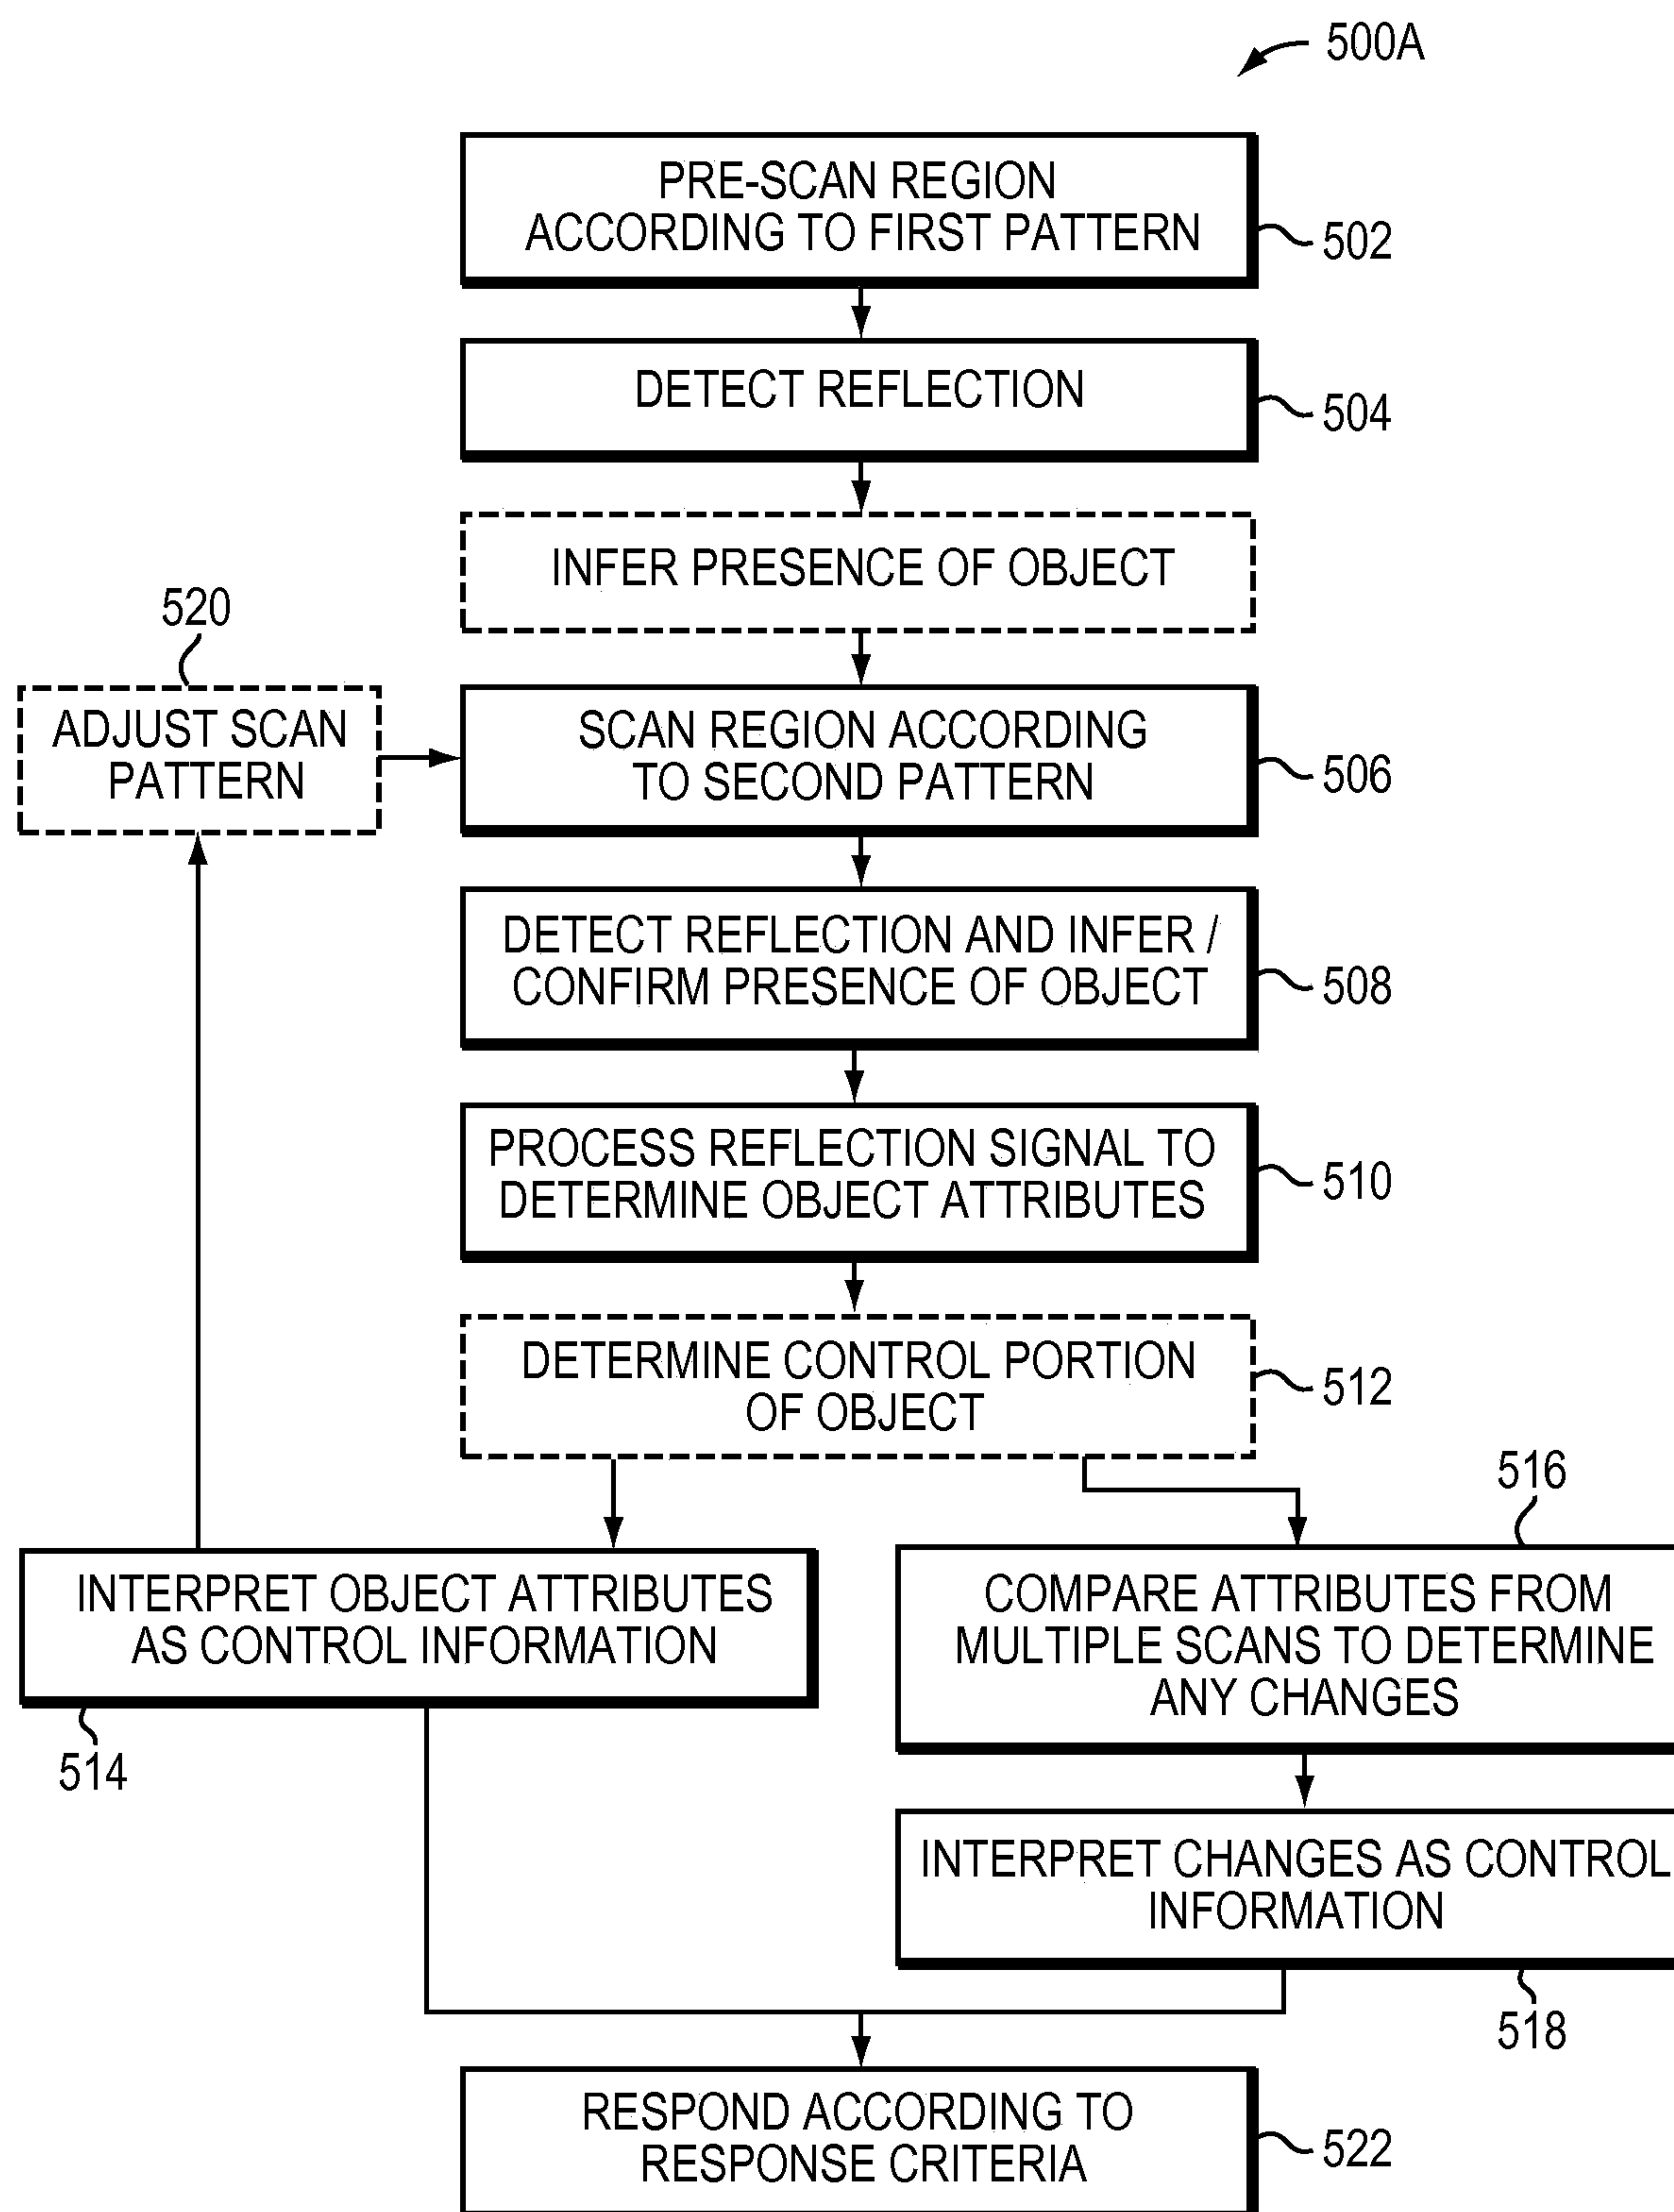 500A
PRE-SCAN REGION
ACCORDING TO FIRST PATTERN
502
DETECT REFLECTION
504
INFER PRESENCE OF OBJECT
520
ADJUST SCAN
PATTERN
SCAN REGION ACCORDING
TO SECOND PATTERN
506
DETECT REFLECTION AND INFER /
CONFIRM PRESENCE OF OBJECT
508
PROCESS REFLECTION SIGNAL TO
DETERMINE OBJECT ATTRIBUTES
510
DETERMINE CONTROL PORTION
OF OBJECT
512
INTERPRET OBJECT ATTRIBUTES
AS CONTROL INFORMATION
514
516
COMPARE ATTRIBUTES FROM
MULTIPLE SCANS TO DETERMINE
ANY CHANGES
INTERPRET CHANGES AS CONTROL
INFORMATION
518
RESPOND ACCORDING TO
RESPONSE CRITERIA
522